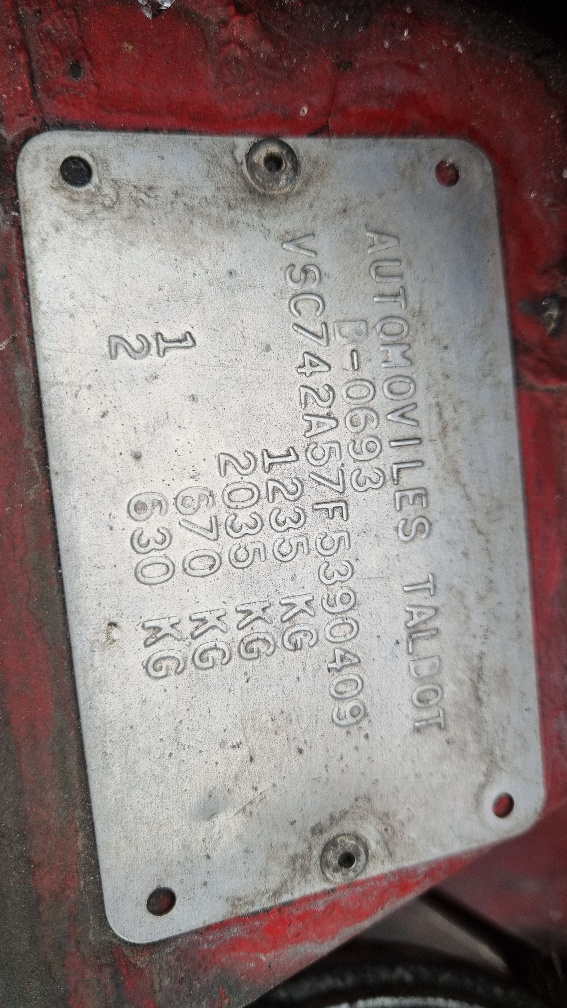 AUTOMOVILES TALBOT
B-0693
VSC742A57F5390409
1235 KG
2035 KG
1 670 KG
2 630 KG